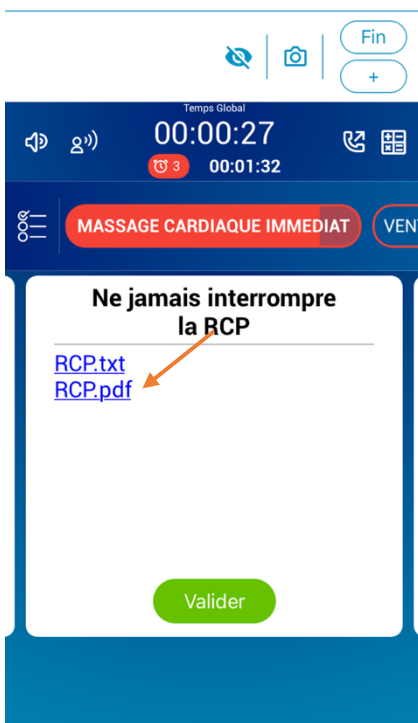 Fin
+
Temps Global
00:00:27
3
00:01:32
MASSAGE CARDIAQUE IMMEDIAT
VEN
Ne jamais interrompre
la RCP
RCP.txt
RCP.pdf
Valider